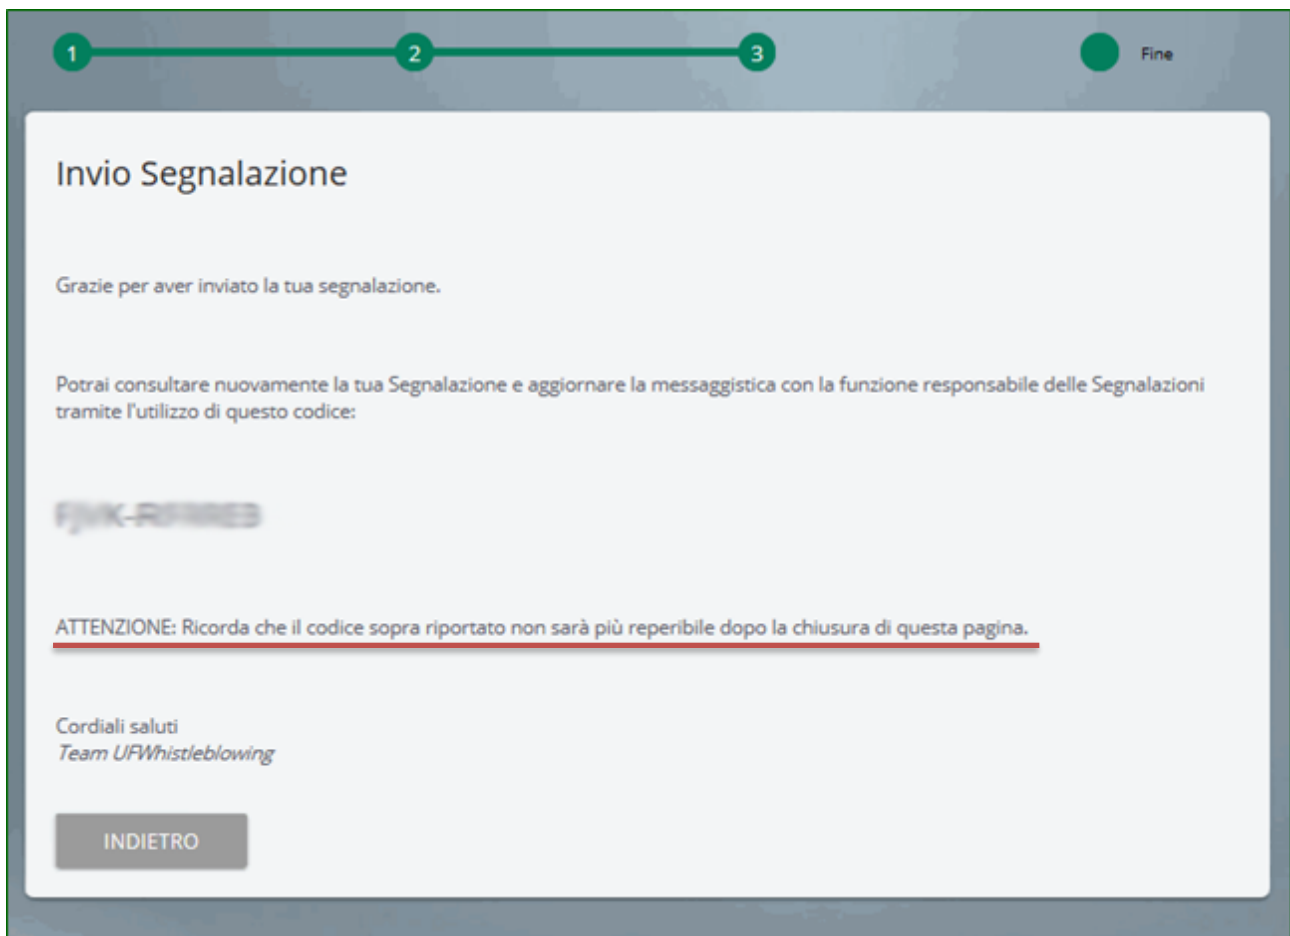 1 2 3 Fine
Invio Segnalazione
Grazie per aver inviato la tua segnalazione.
Potrai consultare nuovamente la tua Segnalazione e aggiornare la messaggistica con la funzione responsabile delle Segnalazioni
tramite l'utilizzo di questo codice:
ATTENZIONE: Ricorda che il codice sopra riportato non sarà più reperibile dopo la chiusura di questa pagina.
Cordiali saluti
Team UFWhistleblowing
INDIETRO